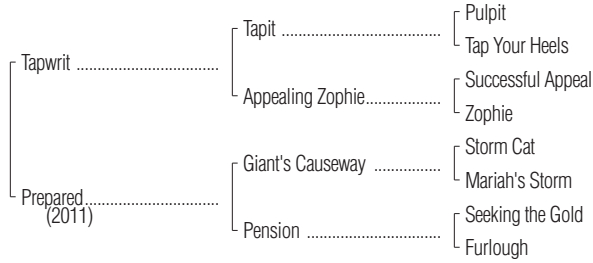 Pulpit
Tapit ........................................
Tap Your Heels
Tapwrit ...........................................
Successful Appeal
Appealing Zophie......................
Zophie
Storm Cat
Giant's Causeway ...................
Mariah's Storm
Prepared.........................................
(2011)
Seeking the Gold
Pension .......................................
Furlough